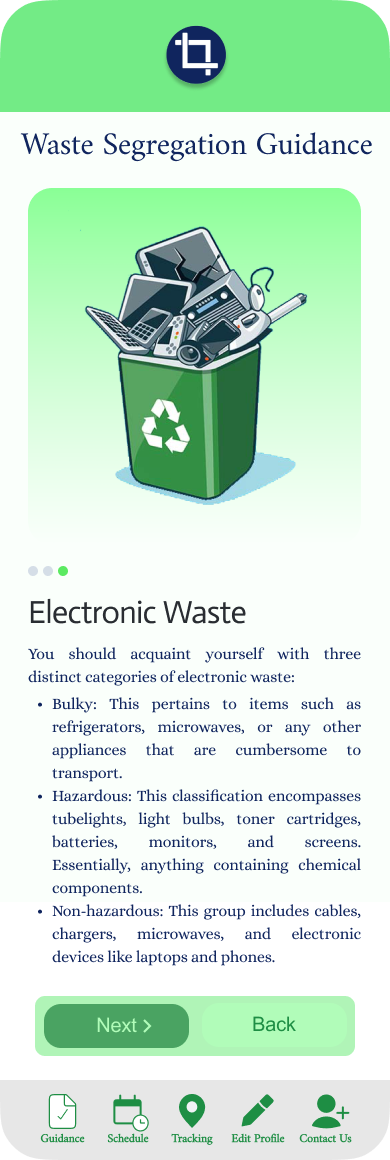 Waste Segregation Guidance
Electronic Waste
You should acquaint yourself with three
distinct categories of electronic waste:
• Bulky: This pertains to items such as
refrigerators, microwaves, or any other
appliances that are cumbersome to
transport.
• Hazardous: This classification encompasses
tubelights, light bulbs, toner cartridges,
batteries, monitors, and screens.
Essentially, anything containing chemical
components.
• Non-hazardous: This group includes cables,
chargers, microwaves, and electronic
devices like laptops and phones.
Next >
Back
Guidance
Schedule
Tracking
Edit Profile
Contact Us